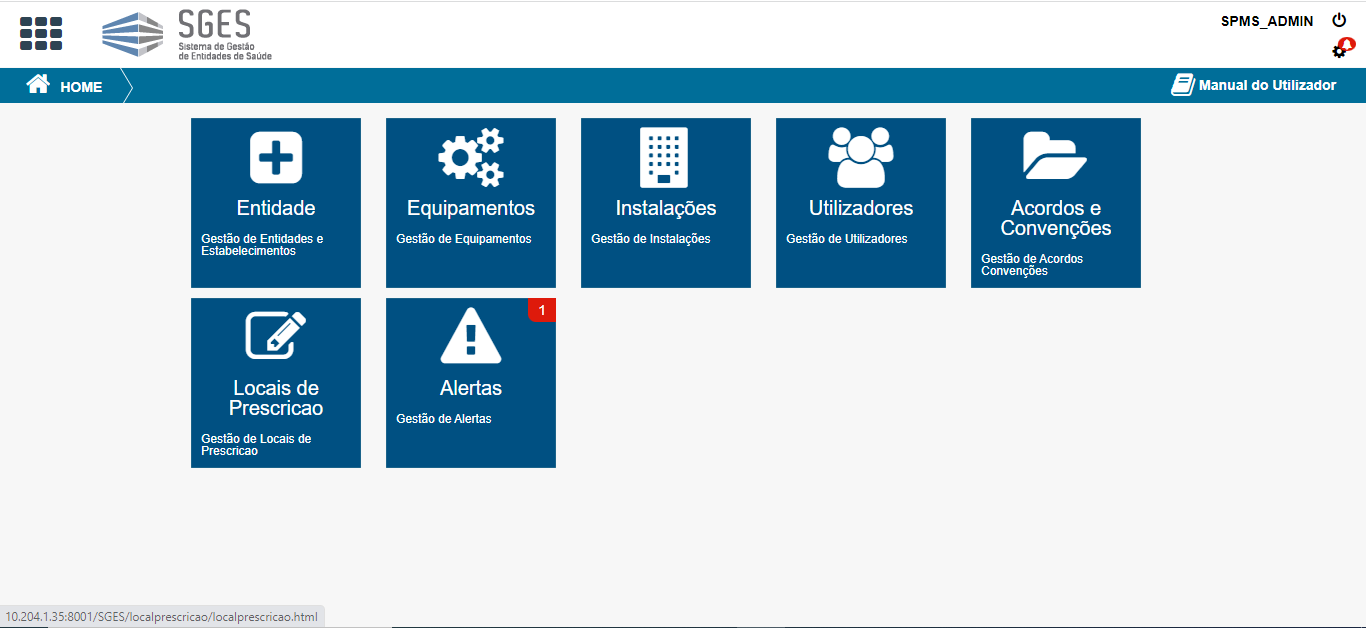 SGES
Sistema de Gestão
de Entidades de Saúde
SPMS_ADMIN
HOME
Manual do Utilizador
Entidade
Gestão de Entidades e
Estabelecimentos
Equipamentos
Gestão de Equipamentos
Instalações
Gestão de Instalações
Utilizadores
Gestão de Utilizadores
Acordos e
Convenções
Gestão de Acordos
Convenções
Locais de
Prescricao
Gestão de Locais de
Prescricao
1
Alertas
Gestão de Alertas
10.204.1.35:8001/SGES/localprescricao/localprescricao.html